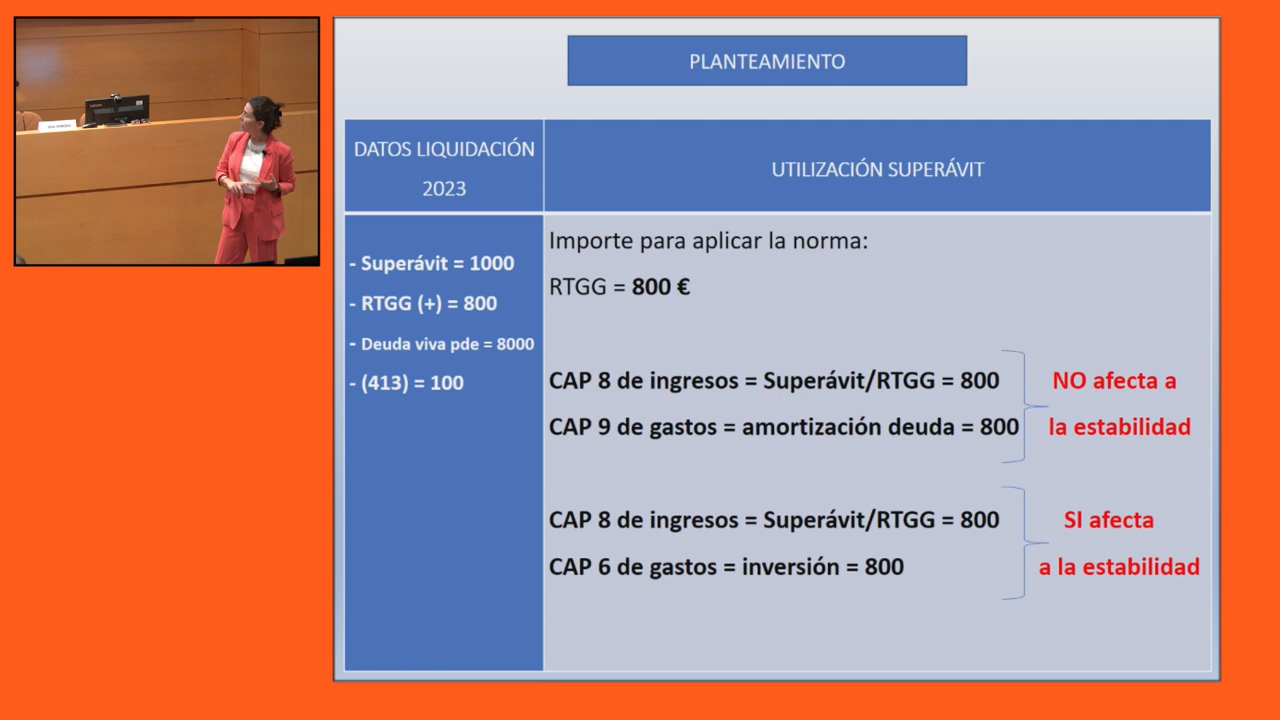 PLANTEAMIENTO
DATOS LIQUIDACIÓN
2023
UTILIZACIÓN SUPERÁVIT
- Superávit = 1000
- RTGG (+) = 800
- Deuda viva pde = 8000
- (413) = 100
Importe para aplicar la norma:
RTGG = 800 €
CAP 8 de ingresos = Superávit/RTGG = 800
CAP 9 de gastos = amortización deuda = 800
NO afecta a
la estabilidad
CAP 8 de ingresos = Superávit/RTGG = 800
CAP 6 de gastos = inversión = 800
SI afecta
a la estabilidad